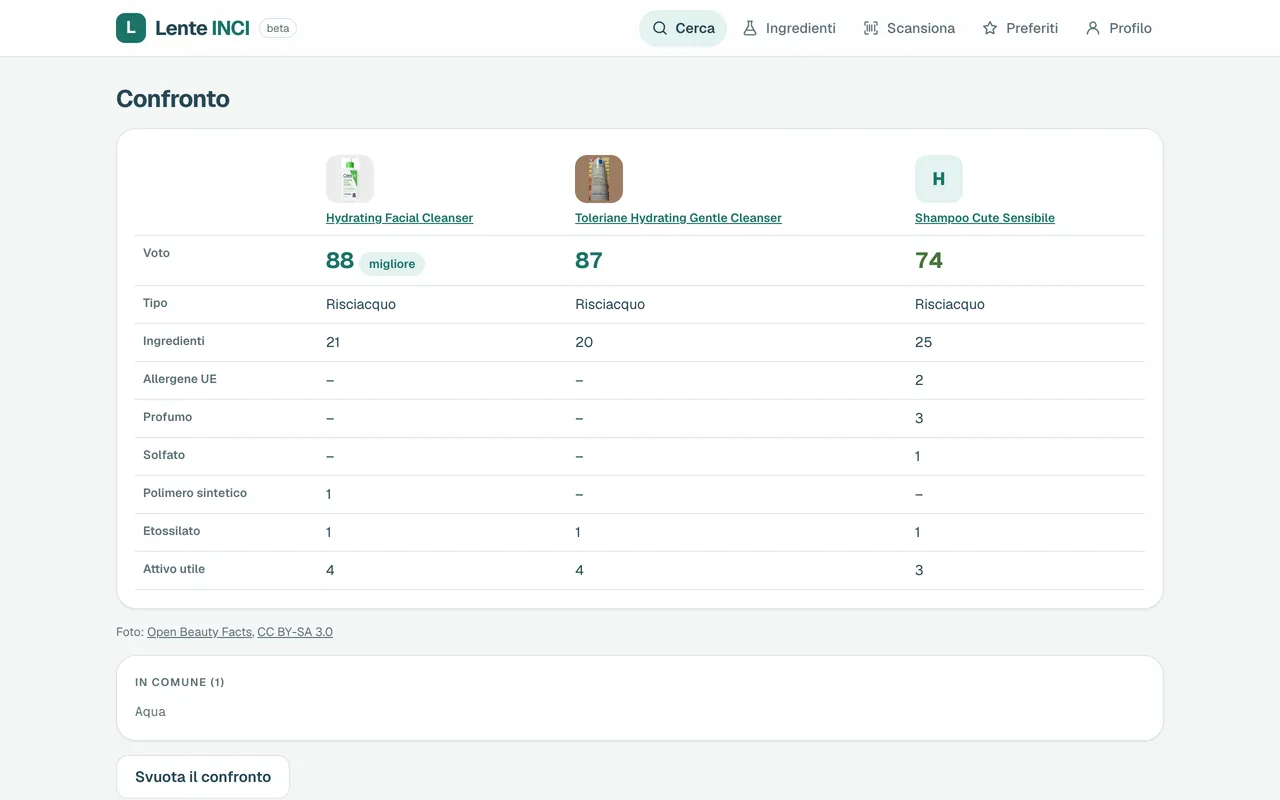 L Lente INCI beta Cerca Ingredienti Scansiona Preferiti Profilo
Confronto
H
Hydrating Facial Cleanser Toleriane Hydrating Gentle Cleanser Shampoo Cute Sensibile
Voto 88 migliore 87 74
Tipo Risciacquo Risciacquo Risciacquo
Ingredienti 21 20 25
Allergene UE – – 2
Profumo – – 3
Solfato – – 1
Polimero sintetico 1 – –
Etossilato 1 1 1
Attivo utile 4 4 3
Foto: Open Beauty Facts, CC BY-SA 3.0
IN COMUNE (1)
Aqua
Svuota il confronto